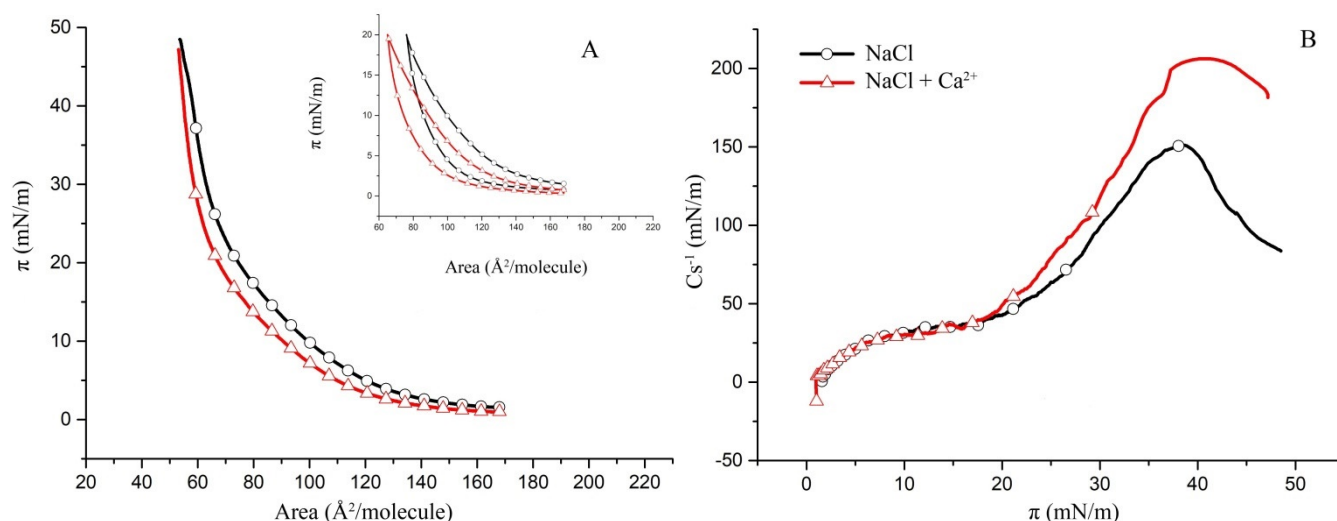 A
π (mN/m)
50
40
30
20
10
0
20 40 60 80 100 120 140 160 180 200 220
Area (Å²/molecule)
π (mN/m)
20
15
10
5
0
60 80 100 120 140 160 180 200 220
Area (Å²/molecule)
B
NaCl
NaCl + Ca²⁺
Cs⁻¹ (mN/m)
200
150
100
50
0
-50
0 10 20 30 40 50
π (mN/m)